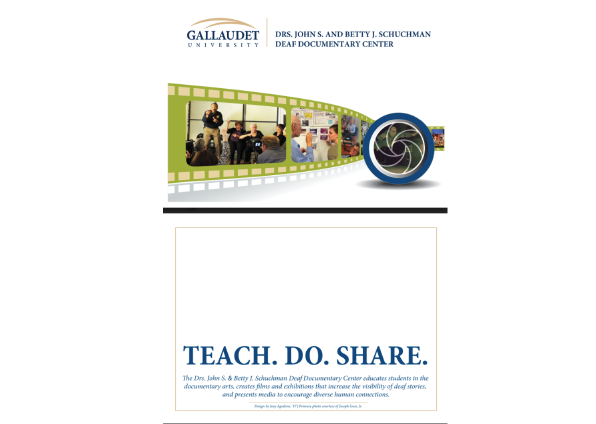 GALLAUDET
UNIVERSITY
DRS. JOHN S. AND BETTY J. SCHUCHMAN
DEAF DOCUMENTARY CENTER
TEACH. DO. SHARE.
The Drs. John S. & Betty J. Schuchman Deaf Documentary Center educates students in the
documentary arts, creates films and exhibitions that increase the visibility of deaf stories,
and presents media to encourage diverse human connections.